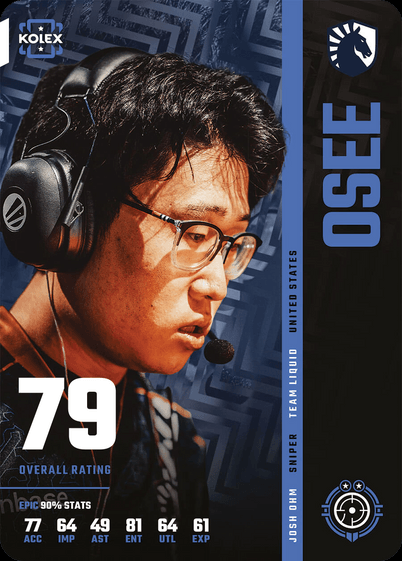 KOLEX
OSEE
JOSH OHM SNIPER TEAM LIQUID UNITED STATES
79
OVERALL RATING
nbase
EPIC 90% STATS
77 64 49 81 64 61
ACC IMP AST ENT UTL EXP